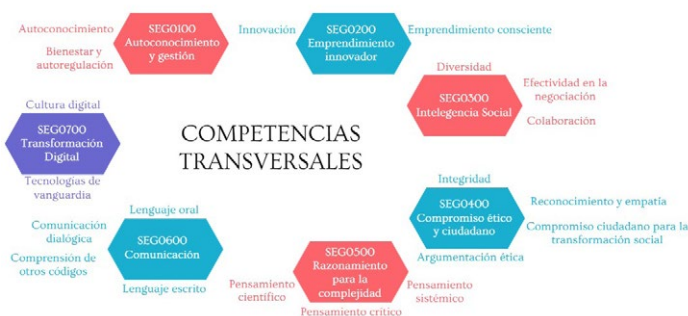 Autoconocimiento
Bienestar y
autoregulación
SEG0100
Autoconocimiento
y gestión
Innovación
SEG0200
Emprendimiento
innovador
Emprendimiento consciente
Diversidad
SEG0300
Intelegencia Social
Efectividad en la
negociación
Colaboración
Cultura digital
SEG0700
Transformación
Digital
Tecnologías de
vanguardia
COMPETENCIAS
TRANSVERSALES
Integridad
SEG0400
Compromiso ético
y ciudadano
Argumentación ética
Reconocimiento y empatía
Compromiso ciudadano para la
transformación social
Lenguaje oral
Comunicación
dialógica
Comprensión de
otros códigos
SEG0600
Comunicación
Lenguaje escrito
SEG0500
Razonamiento
para la
complejidad
Pensamiento
científico
Pensamiento crítico
Pensamiento
sistémico